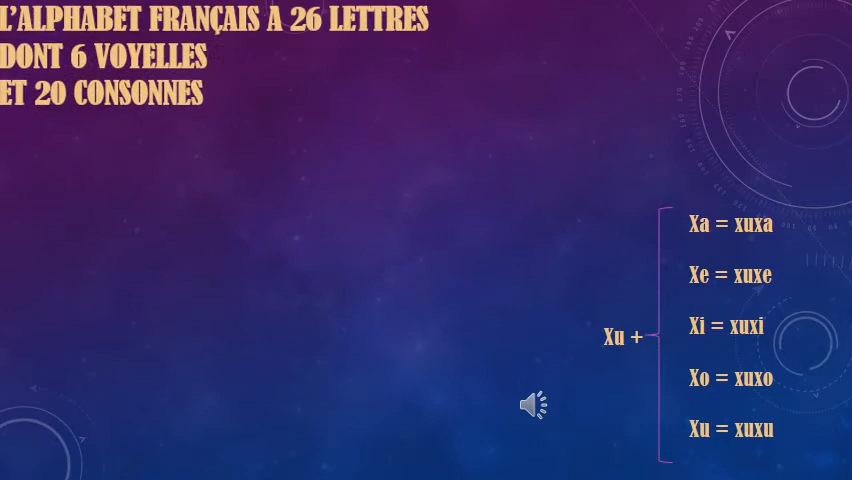 L'ALPHABET FRANÇAIS A 26 LETTRES
DONT 6 VOYELLES
ET 20 CONSONNES
Xa = xuxa
Xe = xuxe
Xi = xuxi
Xu +
Xo = xuxo
Xu = xuxu